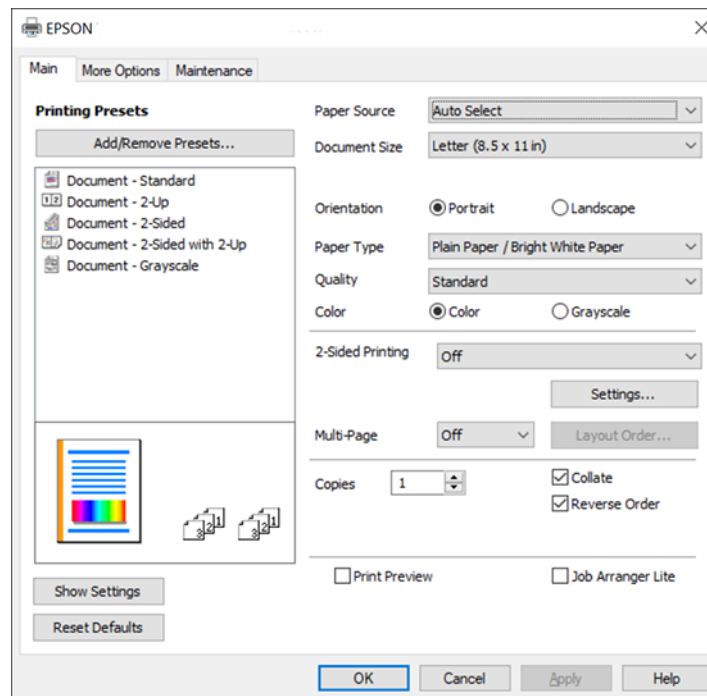 EPSON
Main More Options Maintenance
Printing Presets
Add/Remove Presets...
Document - Standard
Document - 2-Up
Document - 2-Sided
Document - 2-Sided with 2-Up
Document - Grayscale
Show Settings
Reset Defaults
Paper Source Auto Select
Document Size Letter (8.5 x 11 in)
Orientation Portrait Landscape
Paper Type Plain Paper / Bright White Paper
Quality Standard
Color Color Grayscale
2-Sided Printing Off
Settings...
Multi-Page Off Layout Order...
Copies 1 Collate
Reverse Order
Print Preview Job Arranger Lite
OK Cancel Apply Help